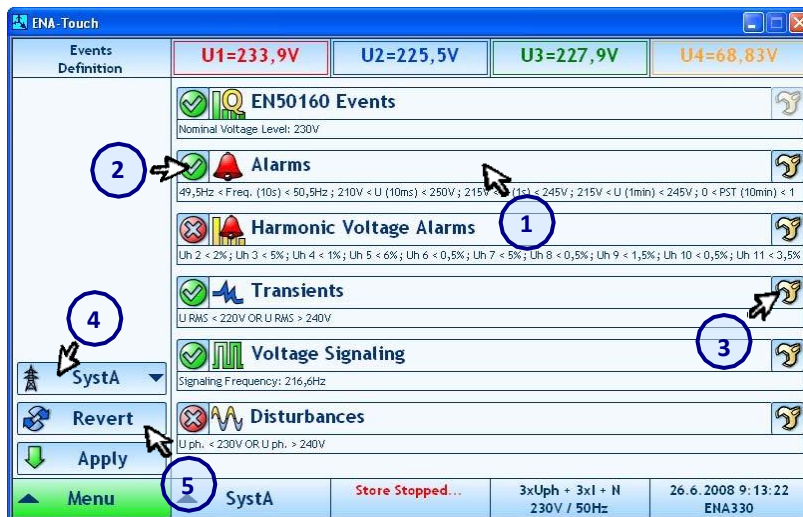 ENA-Touch
Events
Definition
U1=233,9V
U2=225,5V
U3=227,9V
U4=68,83V
EN50160 Events
Nominal Voltage Level: 230V
2
Alarms
49,5Hz < Freq. (10s) < 50,5Hz ; 210V < U (10ms) < 250V ; 215V (1s) < 245V ; 215V < U (1min) < 245V ; 0 < PST (10min) < 1
1
Harmonic Voltage Alarms
Uh 2 < 2% ; Uh 3 < 5% ; Uh 4 < 1% ; Uh 5 < 6% ; Uh 6 < 0,5% ; Uh 7 < 5% ; Uh 8 < 0,5% ; Uh 9 < 1,5% ; Uh 10 < 0,5% ; Uh 11 < 3,5%
Transients
U RMS < 220V OR U RMS > 240V
3
4
Voltage Signaling
Signaling Frequency: 216,6Hz
SystA
Revert
Disturbances
U ph. < 230V OR U ph. > 240V
Apply
5
Menu
SystA
Store Stopped...
3xUph + 3xI + N
230V / 50Hz
26.6.2008 9:13:22
ENA330